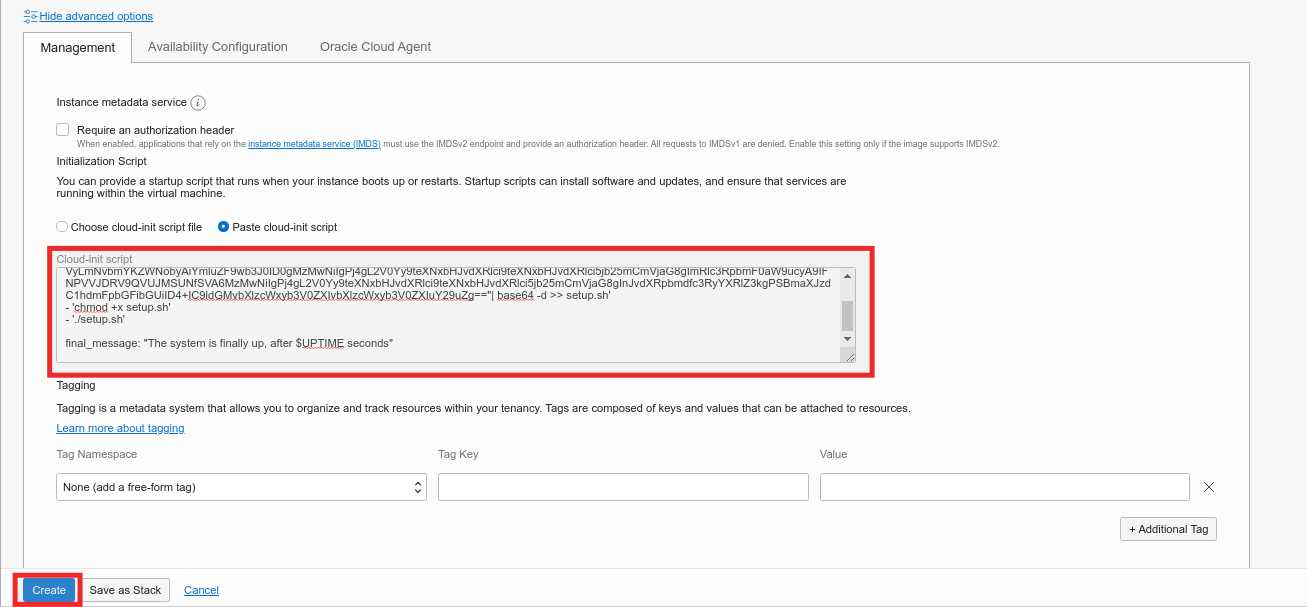 Hide advanced options
Management Availability Configuration Oracle Cloud Agent
Instance metadata service i
Require an authorization header
When enabled, applications that rely on the instance metadata service (IMDS) must use the IMDSv2 endpoint and provide an authorization header. All requests to IMDSv1 are denied. Enable this setting only if the image supports IMDSv2.
Initialization Script
You can provide a startup script that runs when your instance boots up or restarts. Startup scripts can install software and updates, and ensure that services are
running within the virtual machine.
Choose cloud-init script file Paste cloud-init script
Cloud-init script
C1hdmFpbGFibGUiID4+IC9ldGMvbXlzcWxyb3V0ZXIvbXlzcWxyb3V0ZXIuY29uZg=="| base64 -d >> setup.sh'
- 'chmod +x setup.sh'
- './setup.sh'
final_message: "The system is finally up, after $UPTIME seconds"
Tagging
Tagging is a metadata system that allows you to organize and track resources within your tenancy. Tags are composed of keys and values that can be attached to resources.
Learn more about tagging
Tag Namespace Tag Key Value
None (add a free-form tag)
+ Additional Tag
Create Save as Stack Cancel